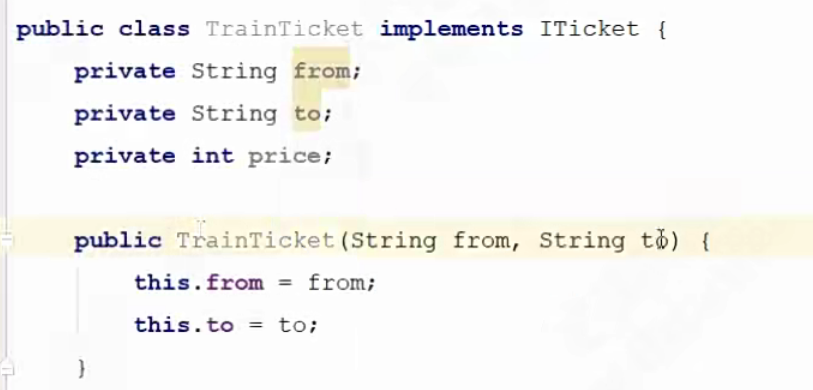 public class TrainTicket implements ITicket {
    private String from;
    private String to;
    private int price;

    public TrainTicket(String from, String to) {
        this.from = from;
        this.to = to;
    }